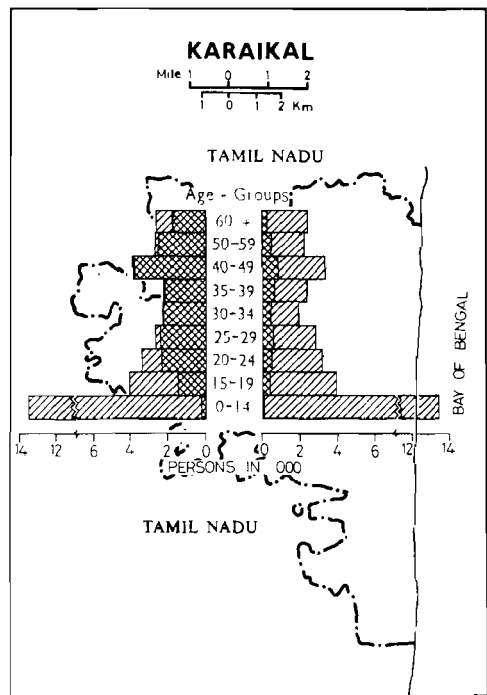 KARAIKAL
Mile 1 0 1 2
1 0 1 2 Km
TAMIL NADU
Age - Groups
60 +
50-59
40-49
35-39
30-34
25-29
20-24
15-19
0-14
14 12 6 4 2 0 0 2 4 6 12 14
PERSONS IN 000
TAMIL NADU
BAY OF BENGAL